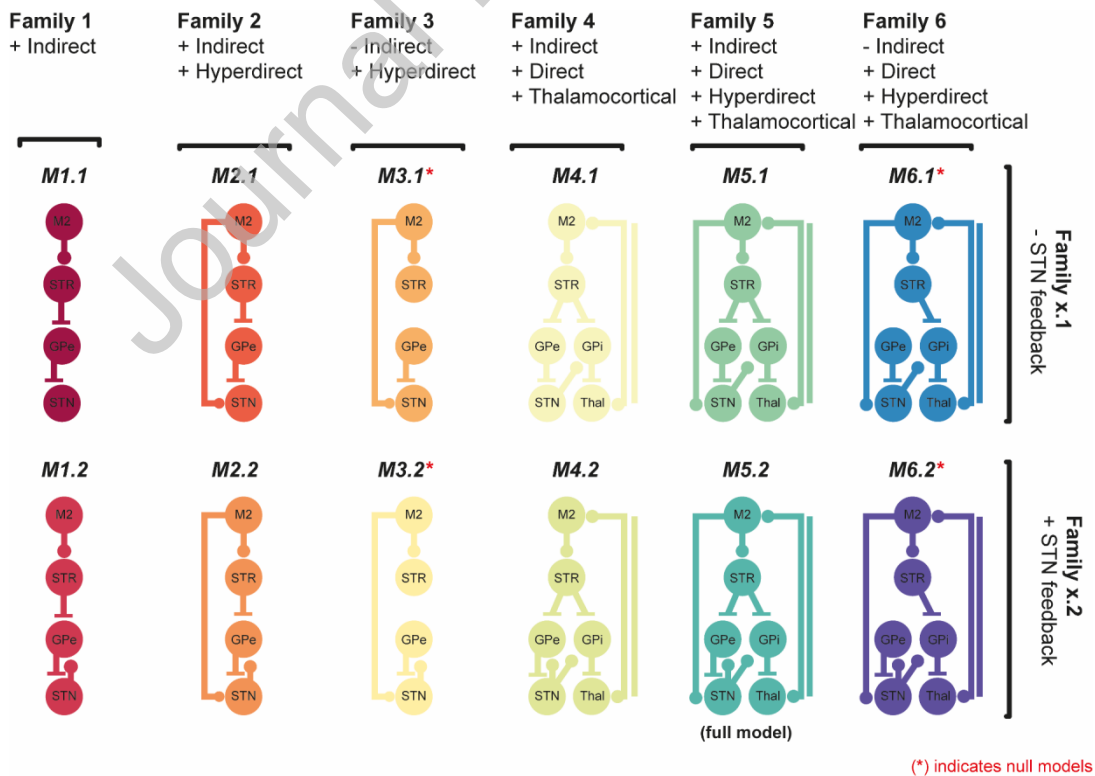 Family 1
+ Indirect
Family 2
+ Indirect
+ Hyperdirect
Family 3
- Indirect
+ Hyperdirect
Family 4
+ Indirect
+ Direct
+ Thalamocortical
Family 5
+ Indirect
+ Direct
+ Hyperdirect
+ Thalamocortical
Family 6
- Indirect
+ Direct
+ Hyperdirect
+ Thalamocortical
Journal
M1.1
M2
STR
GPe
STN
M2.1
M2
STR
GPe
STN
M3.1*
M2
STR
GPe
STN
M4.1
M2
STR
GPe GPi
STN Thal
M5.1
M2
STR
GPe GPi
STN Thal
M6.1*
M2
STR
GPe GPi
STN Thal
Family x.1
- STN feedback
M1.2
M2
STR
GPe
STN
M2.2
M2
STR
GPe
STN
M3.2*
M2
STR
GPe
STN
M4.2
M2
STR
GPe GPi
STN Thal
M5.2
M2
STR
GPe GPi
STN Thal
(full model)
M6.2*
M2
STR
GPe GPi
STN Thal
Family x.2
+ STN feedback
(*) indicates null models